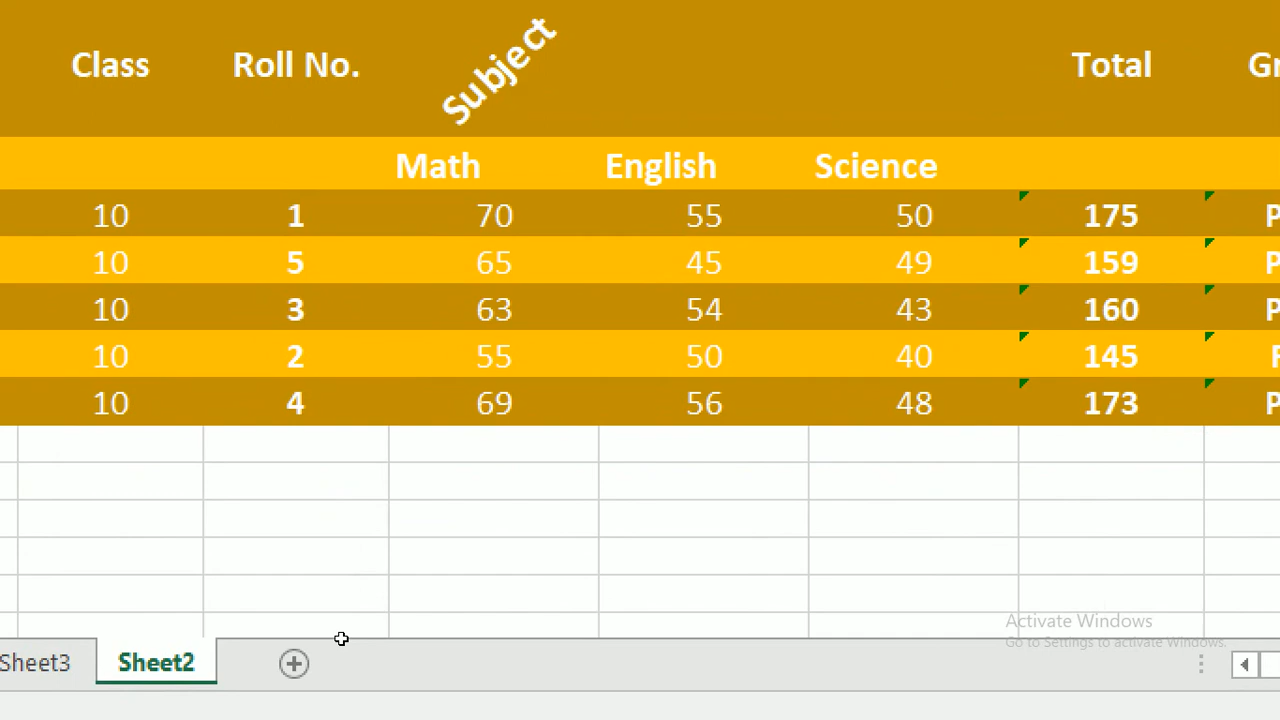 Class Roll No. Subject Total Gr
Math English Science
10 1 70 55 50 175 P
10 5 65 45 49 159 P
10 3 63 54 43 160 P
10 2 55 50 40 145 F
10 4 69 56 48 173 P
Activate Windows
Go to Settings to activate Windows.
Sheet3 Sheet2